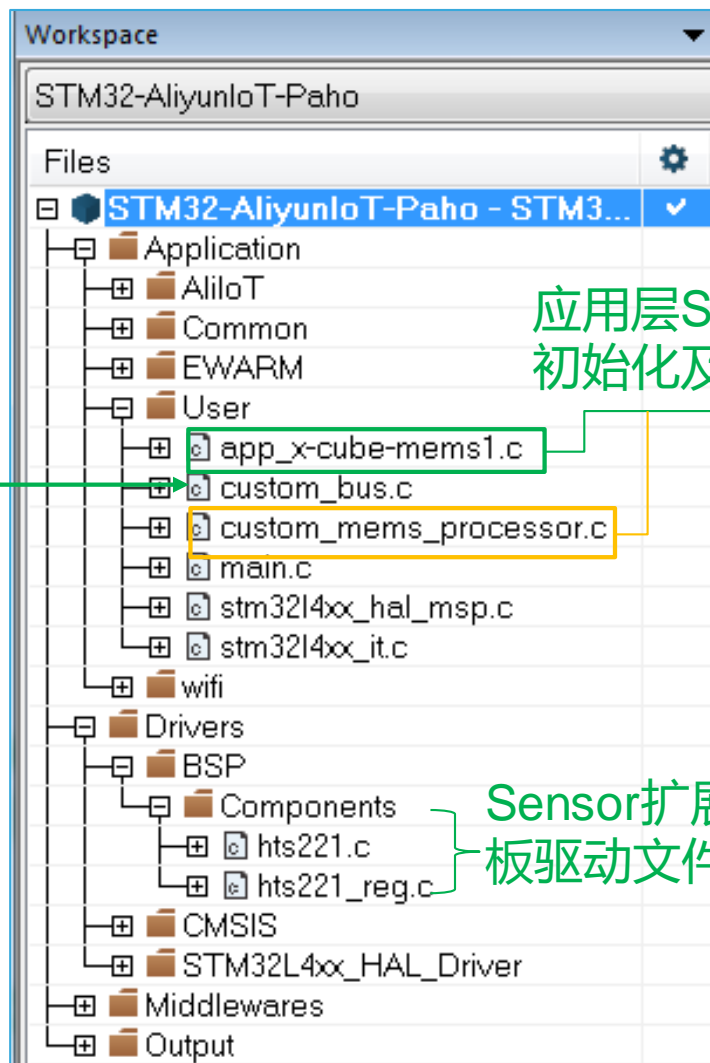 Workspace
STM32-AliyunIoT-Paho
Files
STM32-AliyunIoT-Paho - STM3...
Application
AliIoT
Common
应用层S
初始化及
EWARM
User
app_x-cube-mems1.c
custom_bus.c
custom_mems_processor.c
main.c
stm32l4xx_hal_msp.c
stm32l4xx_it.c
wifi
Drivers
BSP
Components
Sensor扩展
板驱动文件
hts221.c
hts221_reg.c
CMSIS
STM32L4xx_HAL_Driver
Middlewares
Output